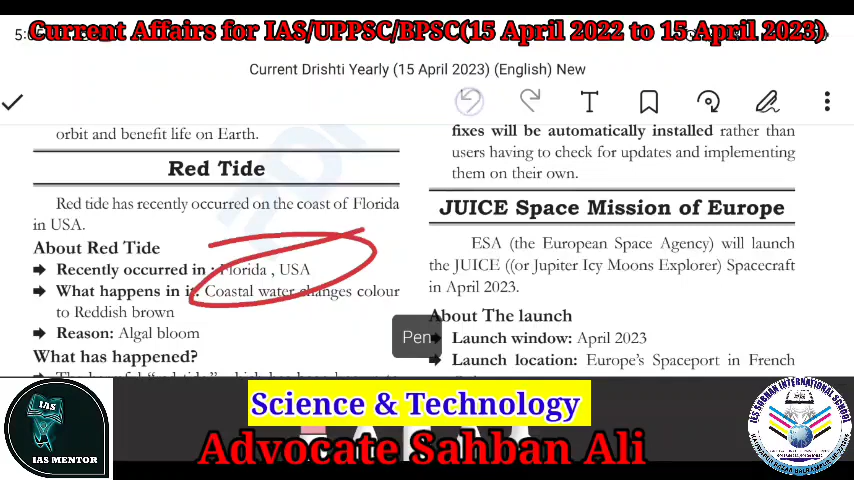 Current Affairs for IAS/UPPSC/BPSC(15 April 2022 to 15 April 2023)
Current Drishti Yearly (15 April 2023) (English) New
orbit and benefit life on Earth.
Red Tide
Red tide has recently occurred on the coast of Florida
in USA.
About Red Tide
Recently occurred in : Florida , USA
What happens in it: Coastal water changes colour
to Reddish brown
Reason: Algal bloom
What has happened?
fixes will be automatically installed rather than
users having to check for updates and implementing
them on their own.
JUICE Space Mission of Europe
ESA (the European Space Agency) will launch
the JUICE ((or Jupiter Icy Moons Explorer) Spacecraft
in April 2023.
About The launch
Launch window: April 2023
Launch location: Europe's Spaceport in French
Pen
Science & Technology
Advocate Sahban Ali
IAS
IAS MENTOR
IES SAHBAN INTERNATIONAL SCHOOL